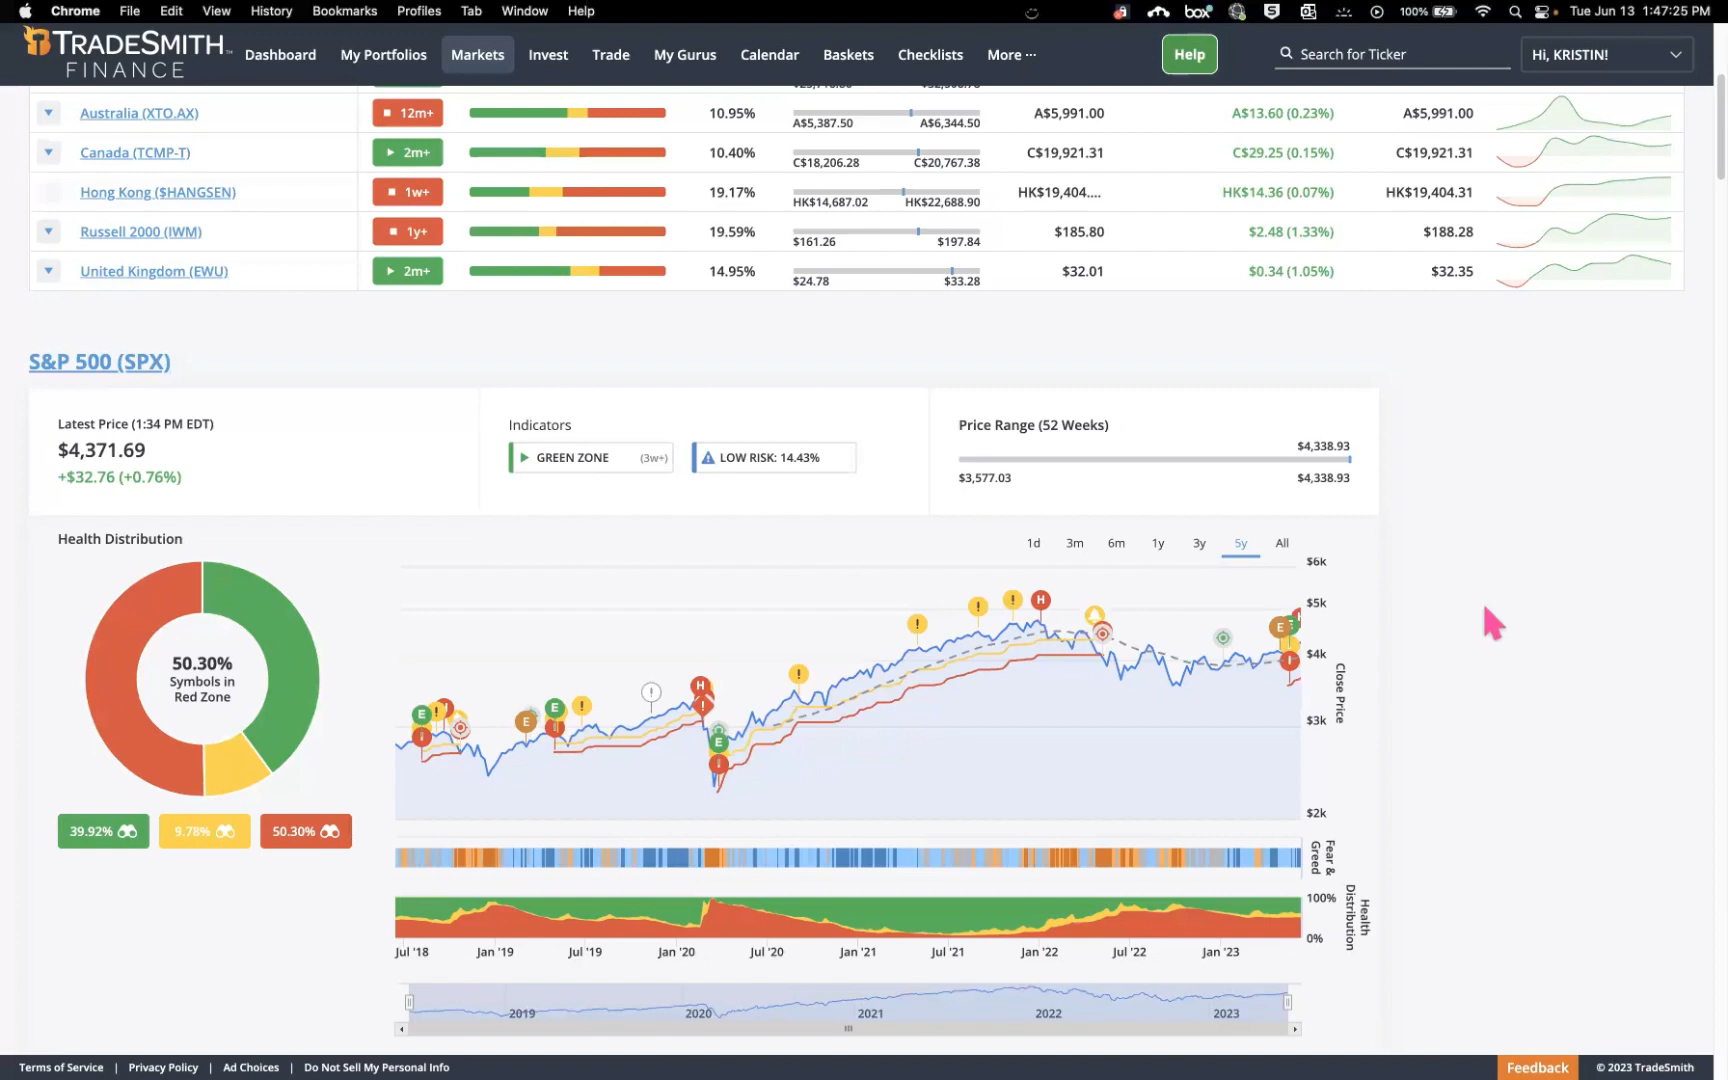 Chrome File Edit View History Bookmarks Profiles Tab Window Help box S 100% Tue Jun 13 1:47:25 PM
TRADESMITH
FINANCE
Dashboard My Portfolios Markets Invest Trade My Gurus Calendar Baskets Checklists More ··· Help Search for Ticker Hi, KRISTIN!
Australia (XTO.AX) 12m+ 10.95% A$5,387.50 A$6,344.50 A$5,991.00 A$13.60 (0.23%) A$5,991.00
Canada (TCMP-T) 2m+ 10.40% C$18,206.28 C$20,767.38 C$19,921.31 C$29.25 (0.15%) C$19,921.31
Hong Kong ($HANGSEN) 1w+ 19.17% HK$14,687.02 HK$22,688.90 HK$19,404.... HK$14.36 (0.07%) HK$19,404.31
Russell 2000 (IWM) 1y+ 19.59% $161.26 $197.84 $185.80 $2.48 (1.33%) $188.28
United Kingdom (EWU) 2m+ 14.95% $24.78 $33.28 $32.01 $0.34 (1.05%) $32.35
S&P 500 (SPX)
Latest Price (1:34 PM EDT)
$4,371.69
+$32.76 (+0.76%)
Indicators
GREEN ZONE (3w+) LOW RISK: 14.43%
Price Range (52 Weeks)
$4,338.93
$3,577.03 $4,338.93
Health Distribution
50.30%
Symbols in
Red Zone
39.92% 9.78% 50.30%
1d 3m 6m 1y 3y 5y All
$6k
$5k
$4k
$3k
$2k
Close Price
E ! ! E E ! ! H ! E ! ! ! ! ! H E E !
Fear &
Greed
100%
0%
Health
Distribution
Jul '18 Jan '19 Jul '19 Jan '20 Jul '20 Jan '21 Jul '21 Jan '22 Jul '22 Jan '23
2019 2020 2021 2022 2023
Terms of Service | Privacy Policy | Ad Choices | Do Not Sell My Personal Info Feedback © 2023 TradeSmith